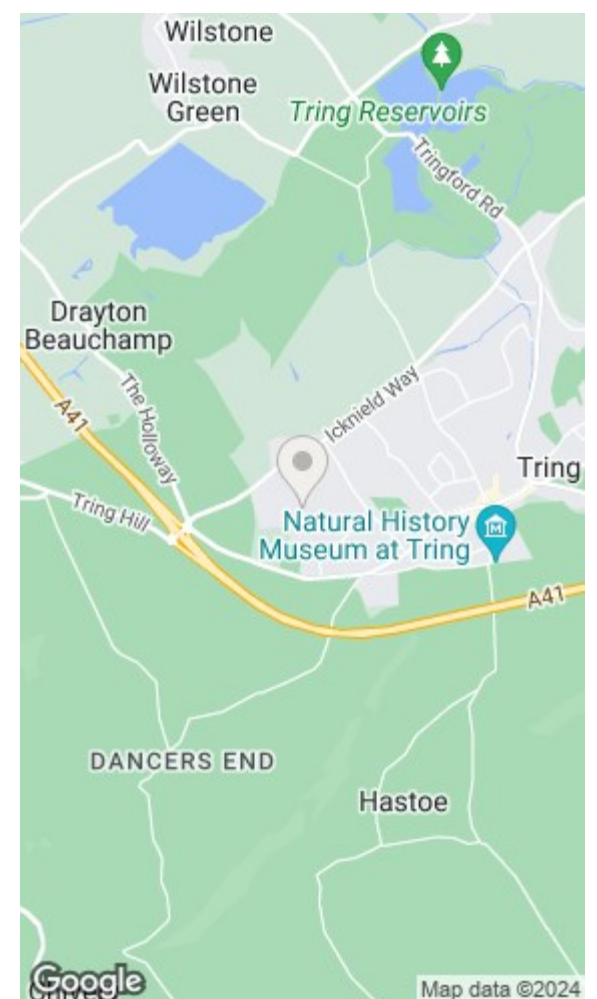 Wilstone
Wilstone
Green
Tring Reservoirs
Tringford Rd
Drayton
Beauchamp
The Holloway
A41
Icknield Way
Tring
Tring Hill
Natural History
Museum at Tring
A41
DANCERS END
Hastoe
Google
Map data ©2024